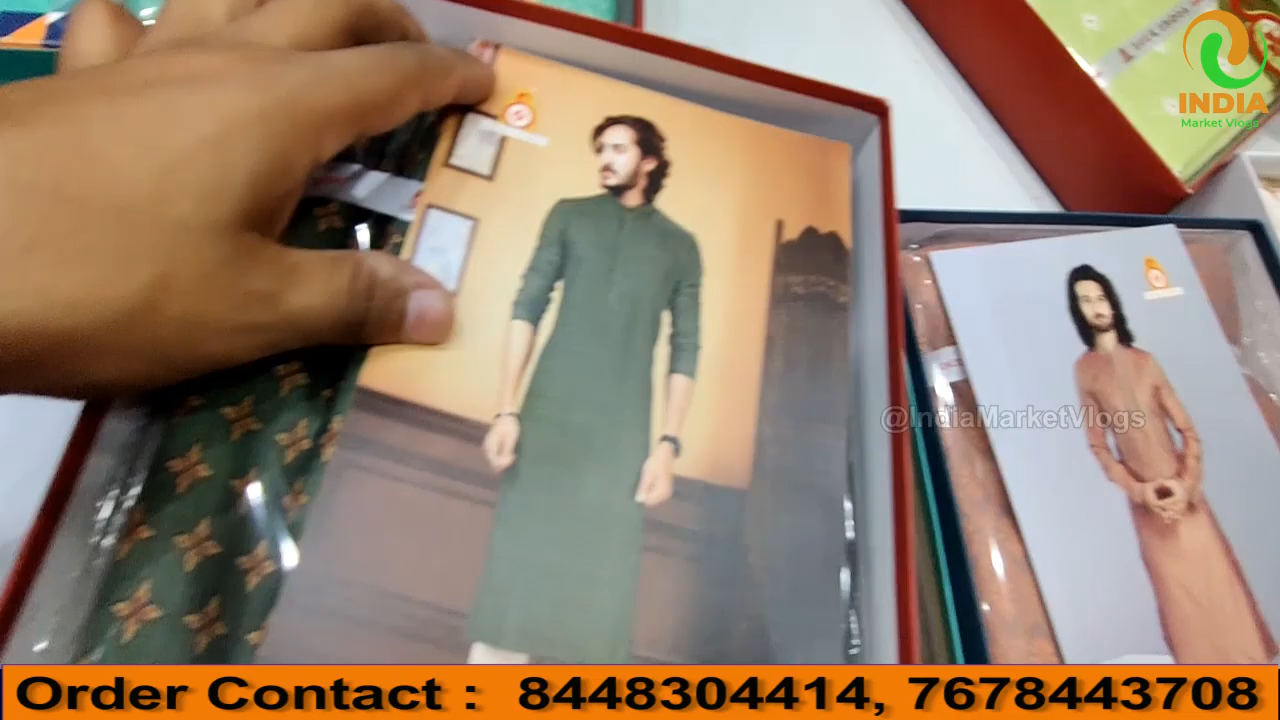 INDIA
Market Vlogs
@IndiaMarketVlogs
Order Contact : 8448304414, 7678443708